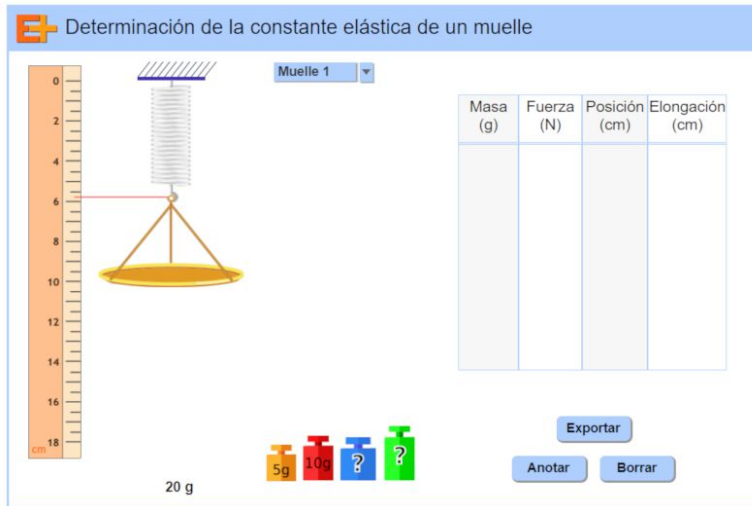 E+ Determinación de la constante elástica de un muelle
Muelle 1
0
2
4
6
8
10
12
14
16
18
cm
Masa (g)
Fuerza (N)
Posición (cm)
Elongación (cm)
5g
10g
?
?
20 g
Exportar
Anotar
Borrar